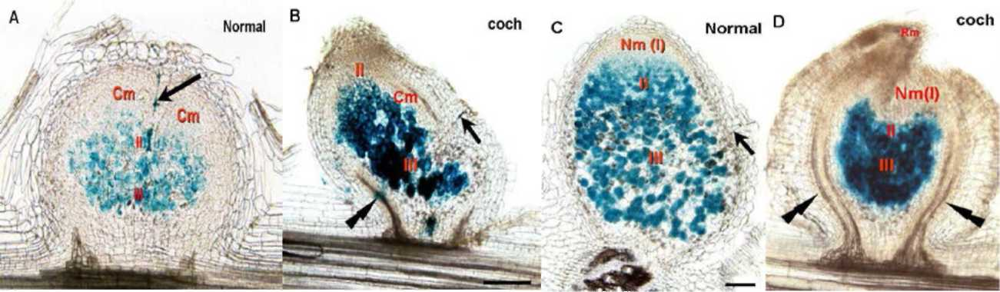 A
Normal
Cm
Cm
II
III
B
coch
II
Cm
III
C
Normal
Nm (I)
II
III
D
coch
Rm
Nm(I)
II
III